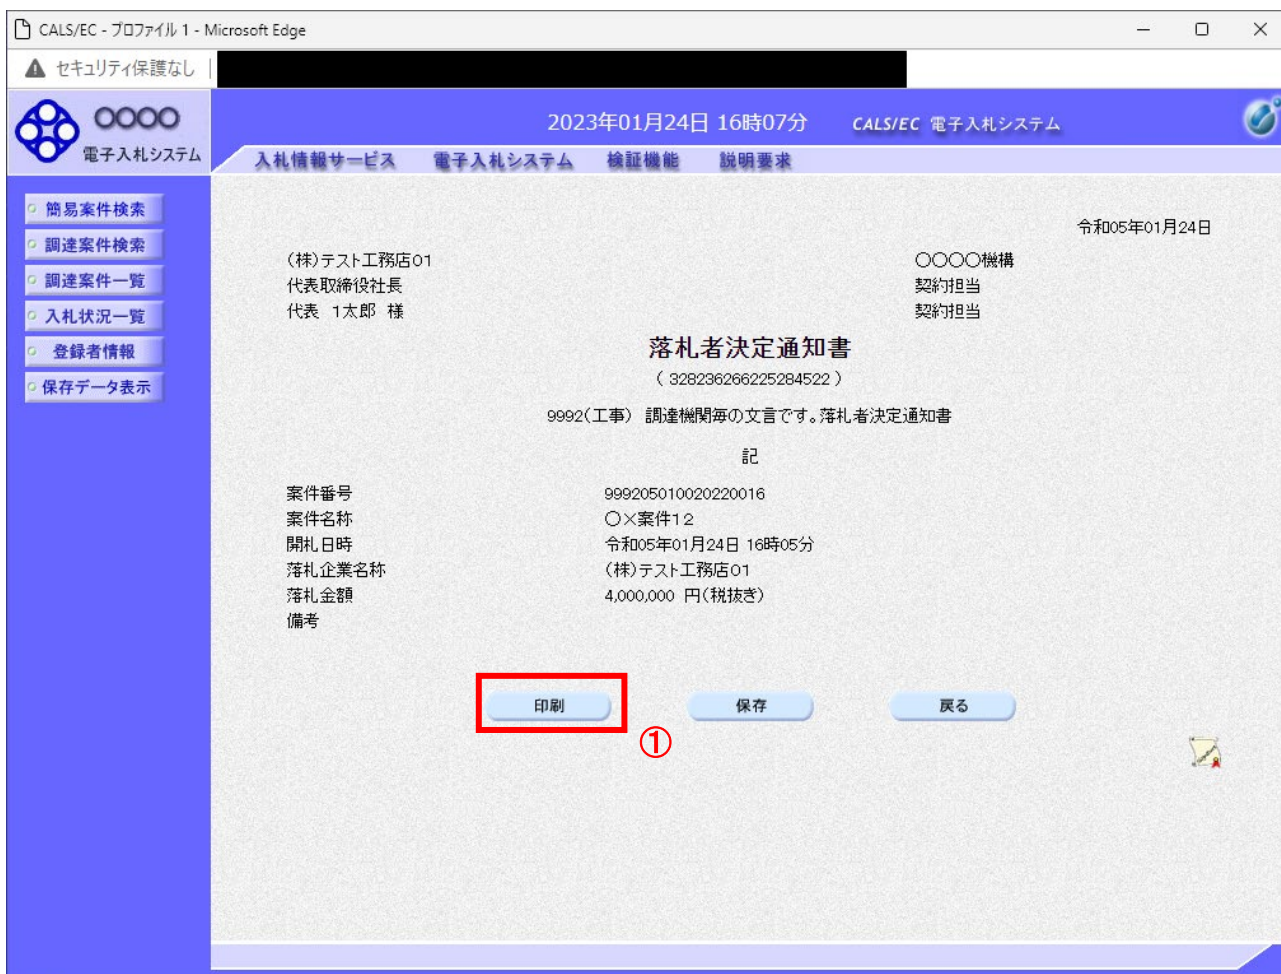 CALS/EC - プロファイル 1 - Microsoft Edge
セキュリティ保護なし
〇〇〇〇
電子入札システム
2023年01月24日 16時07分 CALS/EC 電子入札システム
入札情報サービス 電子入札システム 検証機能 説明要求
簡易案件検索
調達案件検索
調達案件一覧
入札状況一覧
登録者情報
保存データ表示
令和05年01月24日
(株)テスト工務店01
代表取締役社長
代表 1太郎 様
〇〇〇〇機構
契約担当
契約担当
落札者決定通知書
( 328236266225284522 )
9992(工事) 調達機関毎の文言です。落札者決定通知書
記
案件番号 999205010020220016
案件名称 〇×案件12
開札日時 令和05年01月24日 16時05分
落札企業名称 (株)テスト工務店01
落札金額 4,000,000 円(税抜き)
備考
印刷 保存 戻る
①